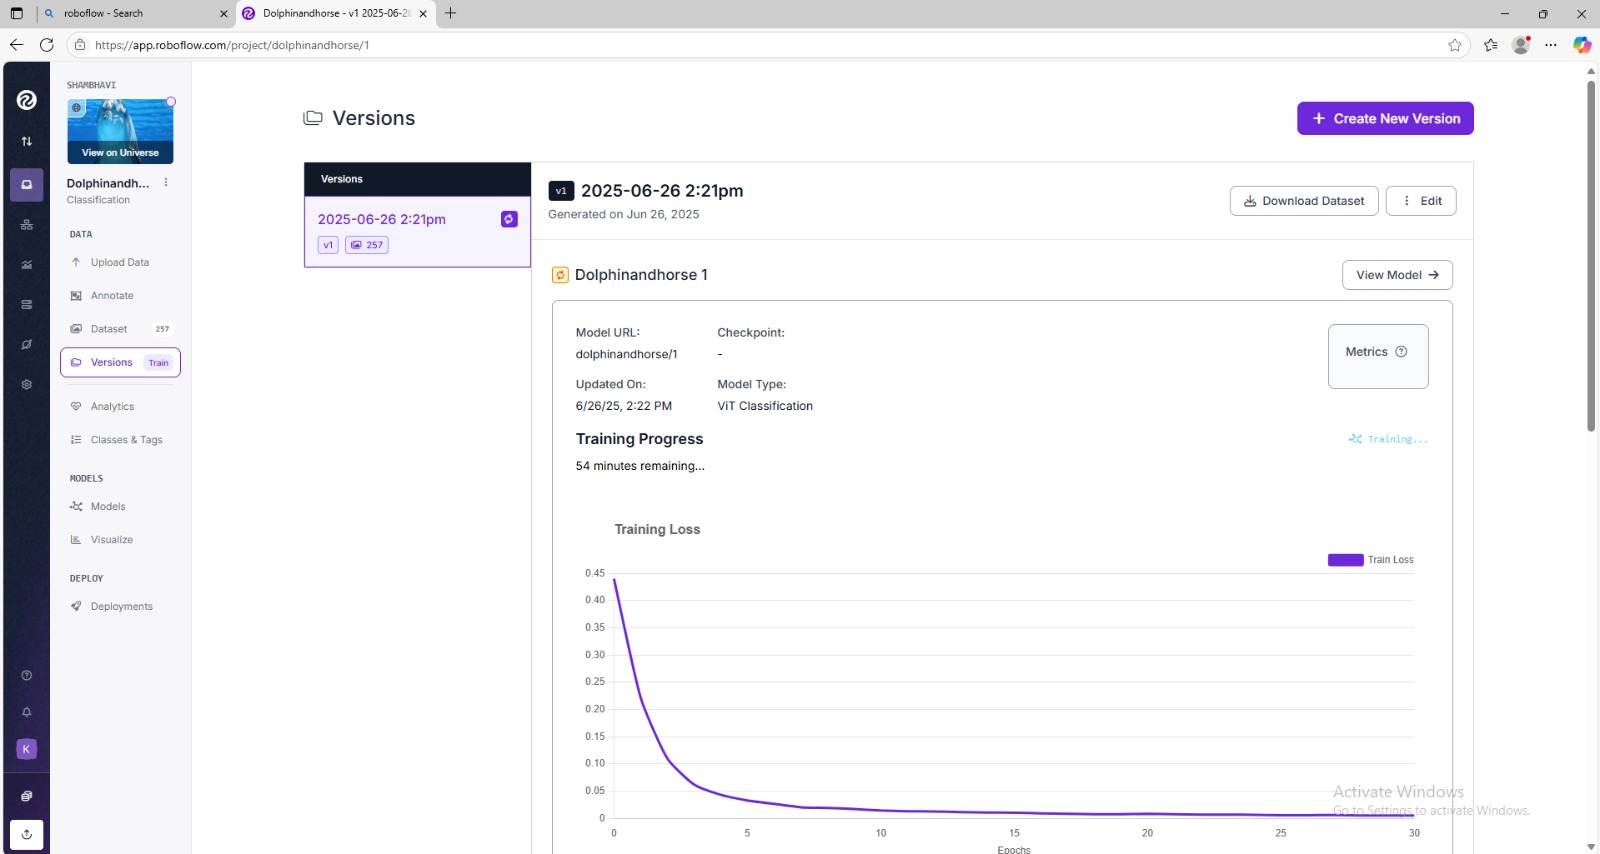 roboflow - Search
Dolphinandhorse - v1 2025-06-26
https://app.roboflow.com/project/dolphinandhorse/1
SHAMBHAVI
View on Universe
Dolphinandh...
Classification
DATA
Upload Data
Annotate
Dataset 257
Versions Train
Analytics
Classes & Tags
MODELS
Models
Visualize
DEPLOY
Deployments
K
Versions
Create New Version
Versions
2025-06-26 2:21pm
v1 257
v1 2025-06-26 2:21pm
Generated on Jun 26, 2025
Download Dataset
Edit
Dolphinandhorse 1
View Model
Model URL:
dolphinandhorse/1
Checkpoint:
-
Updated On:
6/26/25, 2:22 PM
Model Type:
ViT Classification
Metrics
Training Progress
Training...
54 minutes remaining...
Training Loss
Train Loss
0.45
0.40
0.35
0.30
0.25
0.20
0.15
0.10
0.05
0
0 5 10 15 20 25 30
Epochs
Activate Windows
Go to Settings to activate Windows.